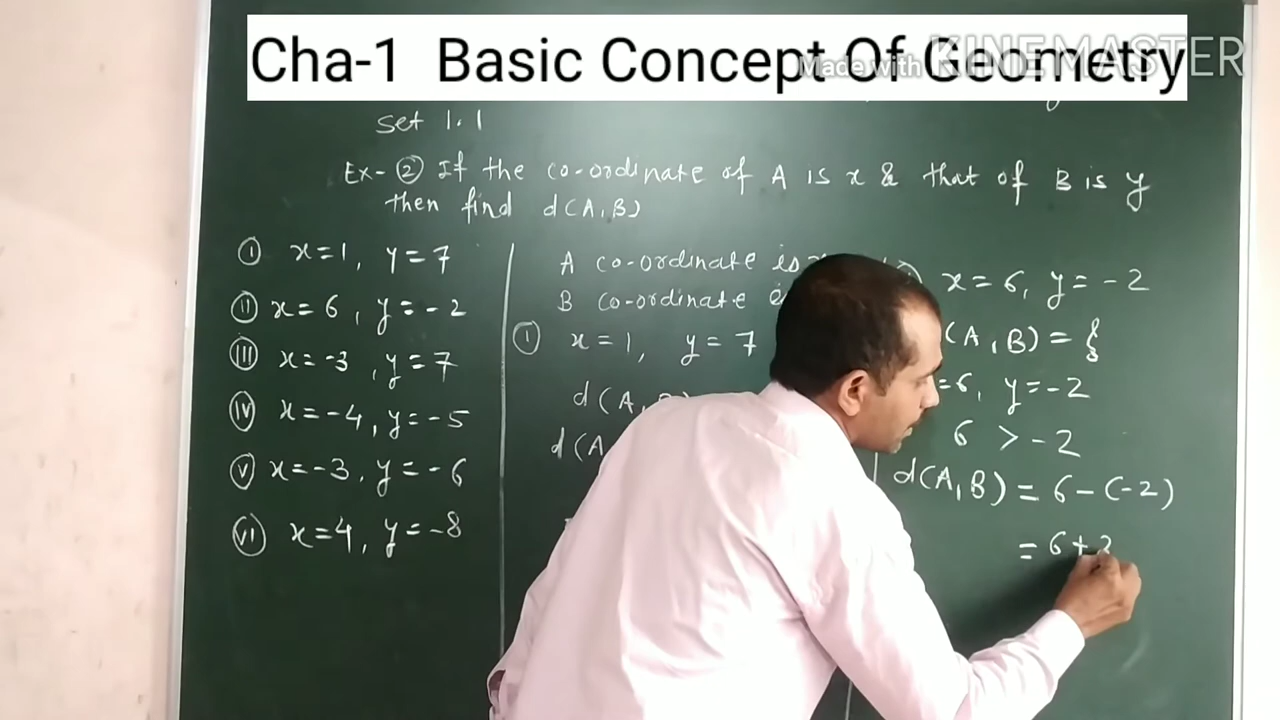 Cha-1 Basic Concept Of Geometry
Made with KINEMASTER
Set 1.1
Ex- ② If the co-ordinate of A is x & that of B is y
then find d(A,B)
ⓘ x=1, y=7
ⓘⓘ x=6, y=-2
ⓘⓘⓘ x=-3, y=7
ⓘⓥ x=-4, y=-5
ⓥ x=-3, y=-6
ⓥⓘ x=4, y=-8
A co-ordinate is
B co-ordinate
① x=1, y=7
d(A,
d(A
x=6, y=-2
(A,B) = {
=6, y=-2
6 > -2
d(A,B) = 6-(-2)
= 6+2